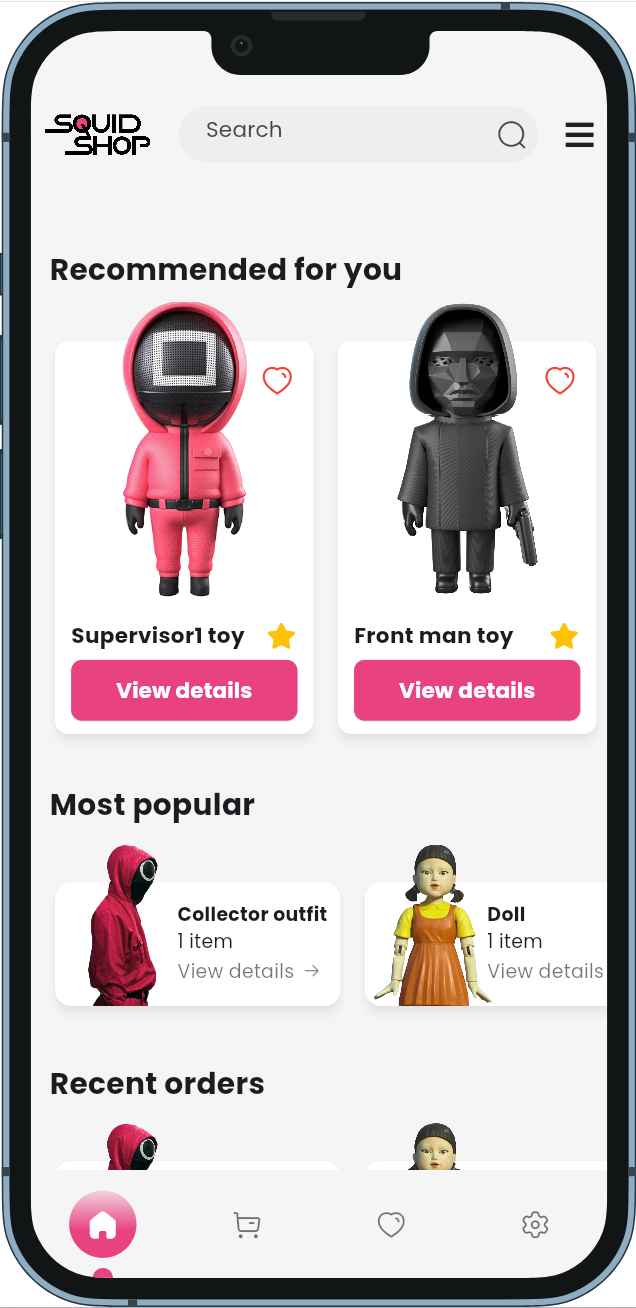 SQUID
SHOP
Search
Recommended for you
Supervisor1 toy
Front man toy
View details
View details
Most popular
Collector outfit
1 item
View details →
Doll
1 item
View details
Recent orders